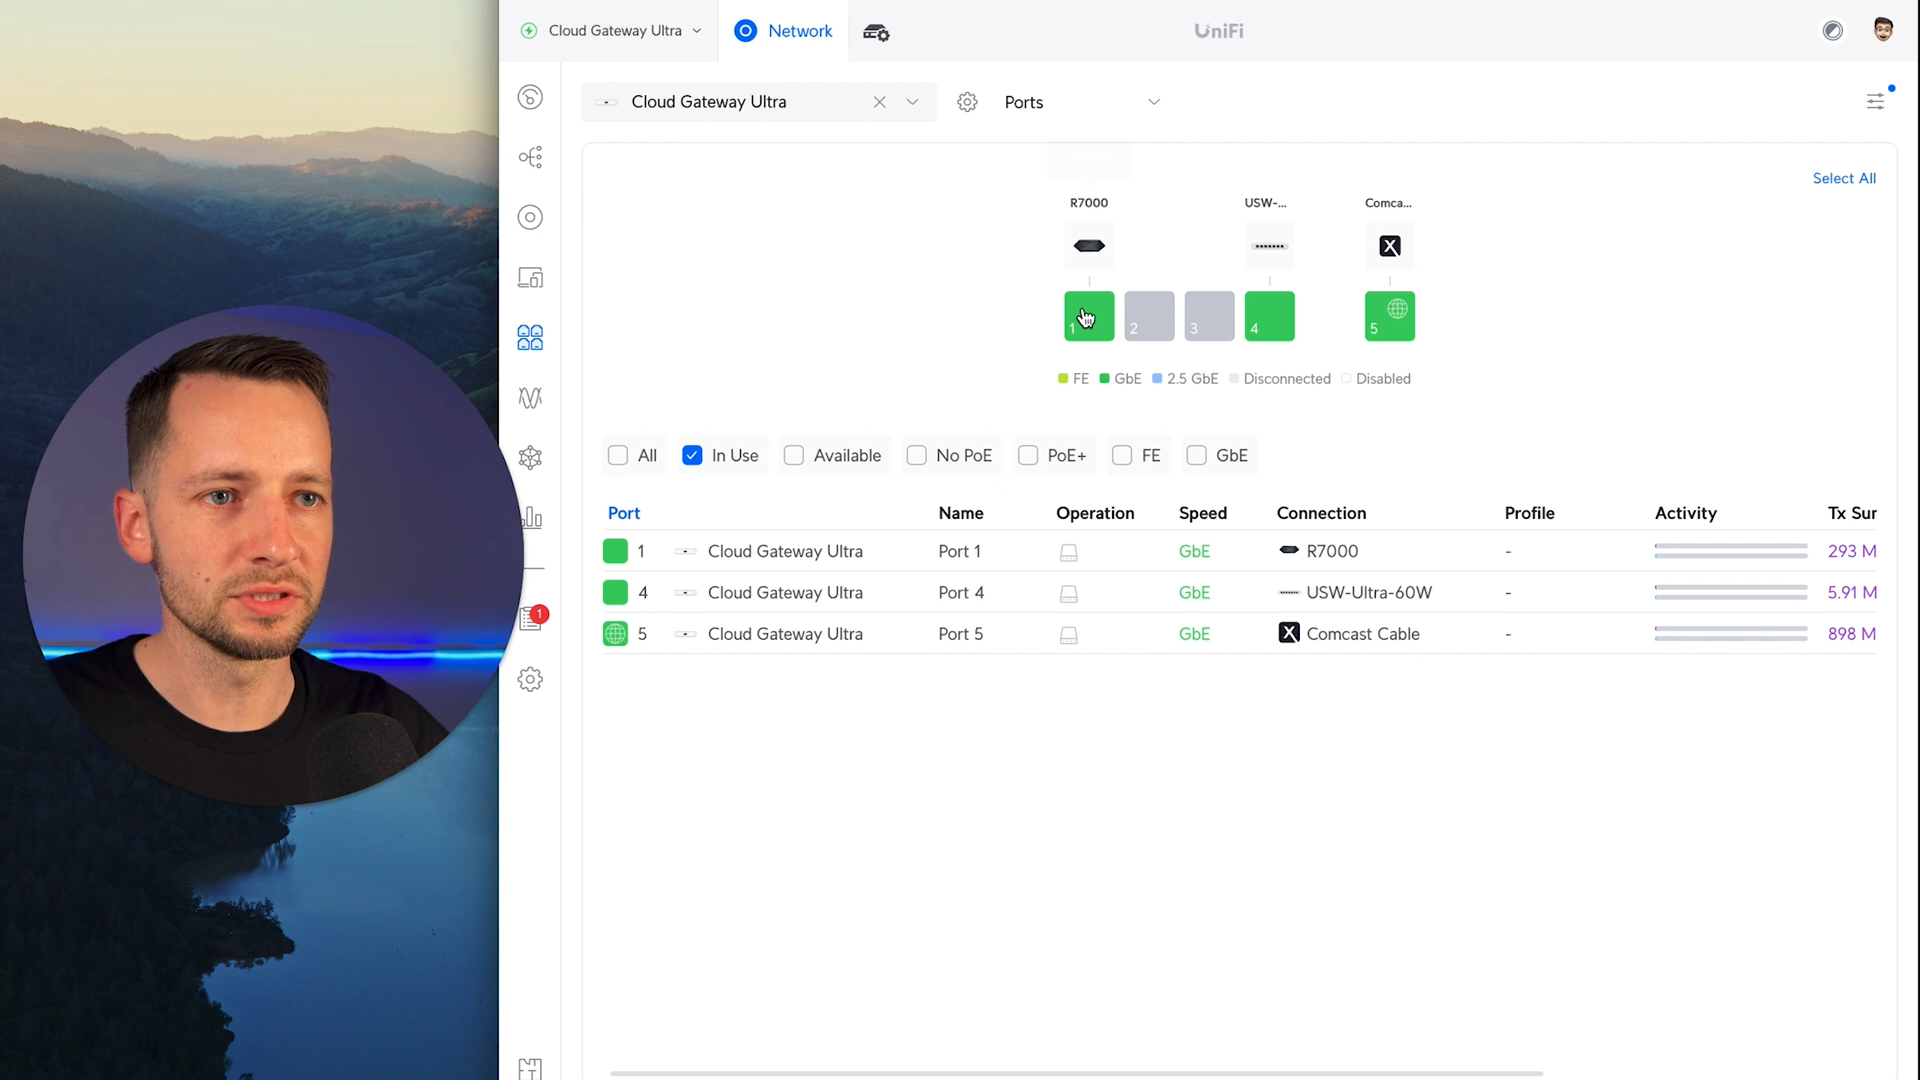 Cloud Gateway Ultra
Network
UniFi
Cloud Gateway Ultra
Ports
Select All
R7000
USW-...
Comca...
1
2
3
4
5
FE
GbE
2.5 GbE
Disconnected
Disabled
All
In Use
Available
No PoE
PoE+
FE
GbE
Port Name Operation Speed Connection Profile Activity Tx Sur
1 Cloud Gateway Ultra Port 1 GbE R7000 - 293 M
4 Cloud Gateway Ultra Port 4 GbE USW-Ultra-60W - 5.91 M
5 Cloud Gateway Ultra Port 5 GbE X Comcast Cable - 898 M
1